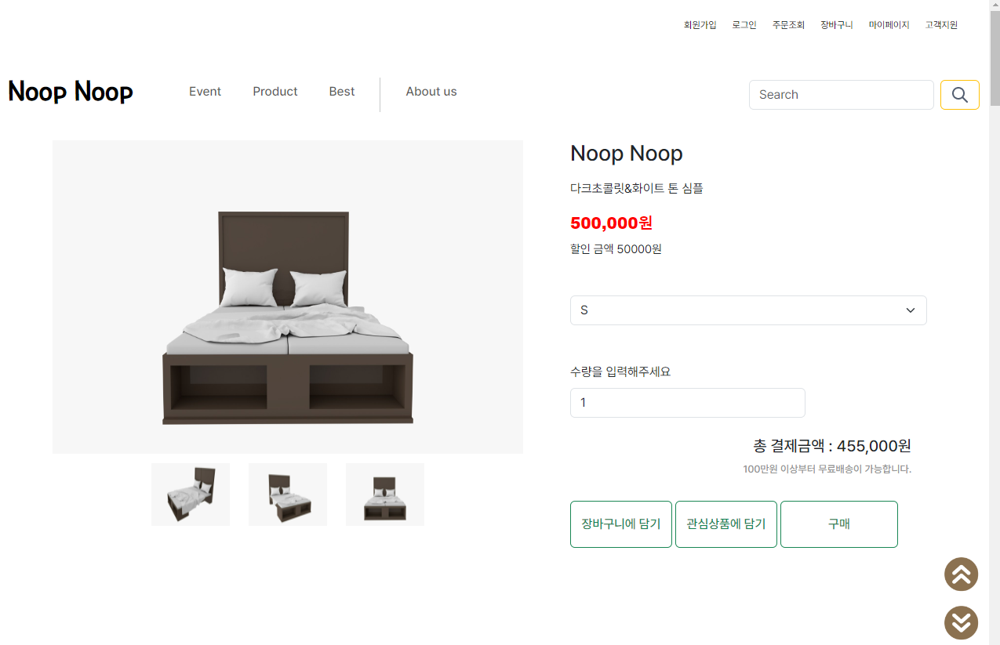 회원가입 로그인 주문조회 장바구니 마이페이지 고객지원
Noop Noop Event Product Best About us Search
Noop Noop
다크초콜릿&화이트 톤 심플
500,000원
할인 금액 50000원
S
수량을 입력해주세요
1
총 결제금액 : 455,000원
100만원 이상부터 무료배송이 가능합니다.
장바구니에 담기 관심상품에 담기 구매